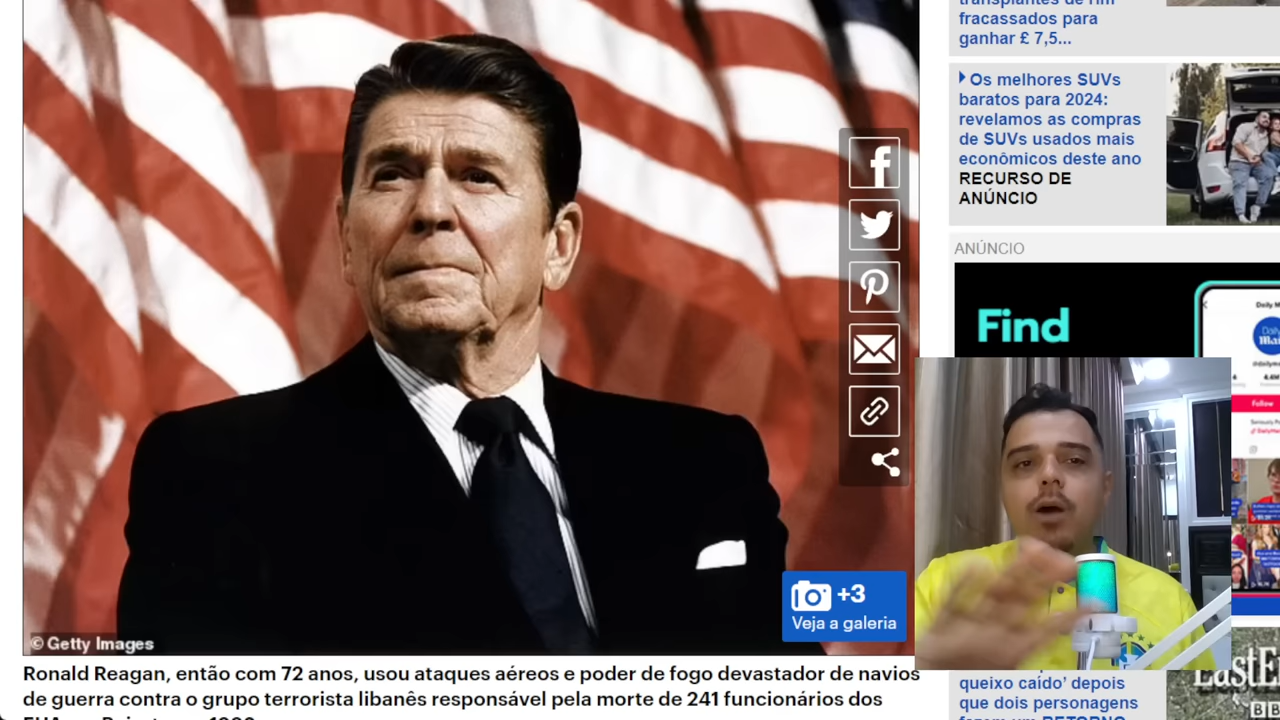 © Getty Images
+3
Veja a galeria
Ronald Reagan, então com 72 anos, usou ataques aéreos e poder de fogo devastador de navios
de guerra contra o grupo terrorista libanês responsável pela morte de 241 funcionários dos
fracassados para
ganhar £ 7,5...
Os melhores SUVs
baratos para 2024:
revelamos as compras
de SUVs usados mais
econômicos deste ano
RECURSO DE
ANÚNCIO
ANÚNCIO
Find
Daily
Follow
queixo caído' depois
que dois personagens